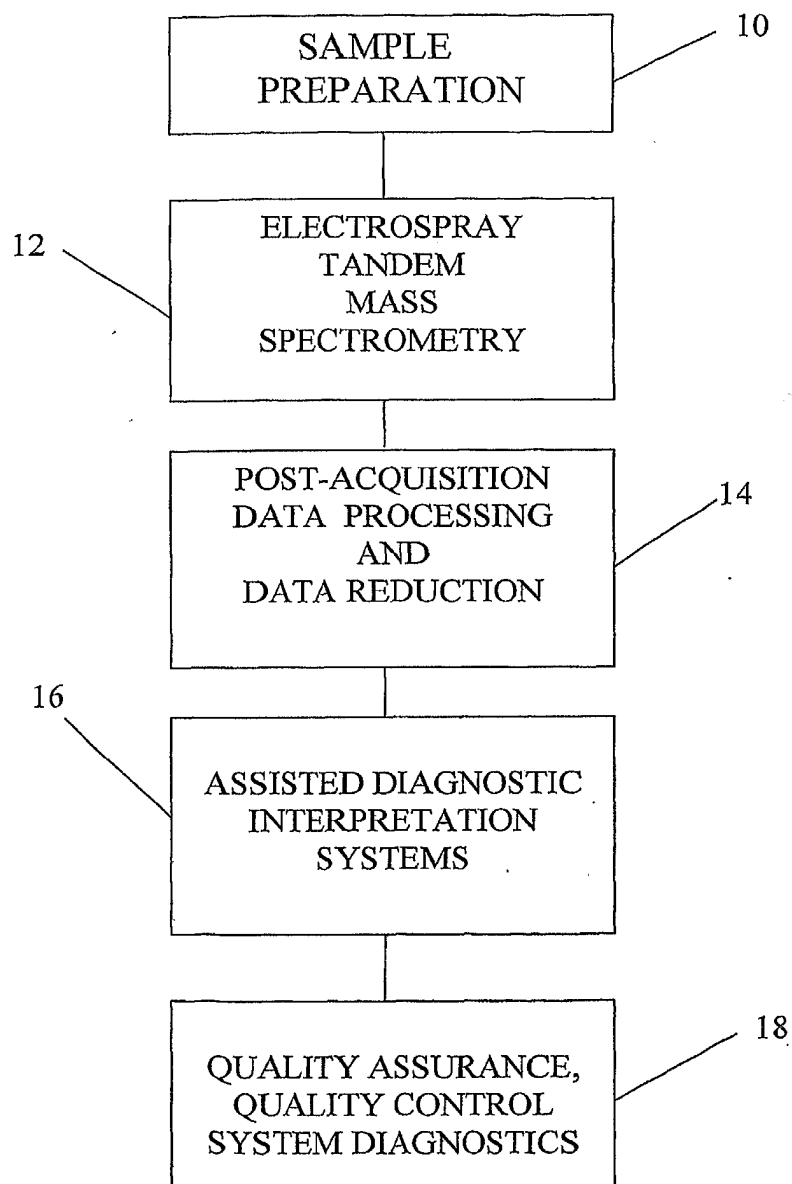 10
SAMPLE
PREPARATION
12
ELECTROSPRAY
TANDEM
MASS
SPECTROMETRY
14
POST-ACQUISITION
DATA PROCESSING
AND
DATA REDUCTION
16
ASSISTED DIAGNOSTIC
INTERPRETATION
SYSTEMS
18
QUALITY ASSURANCE,
QUALITY CONTROL
SYSTEM DIAGNOSTICS